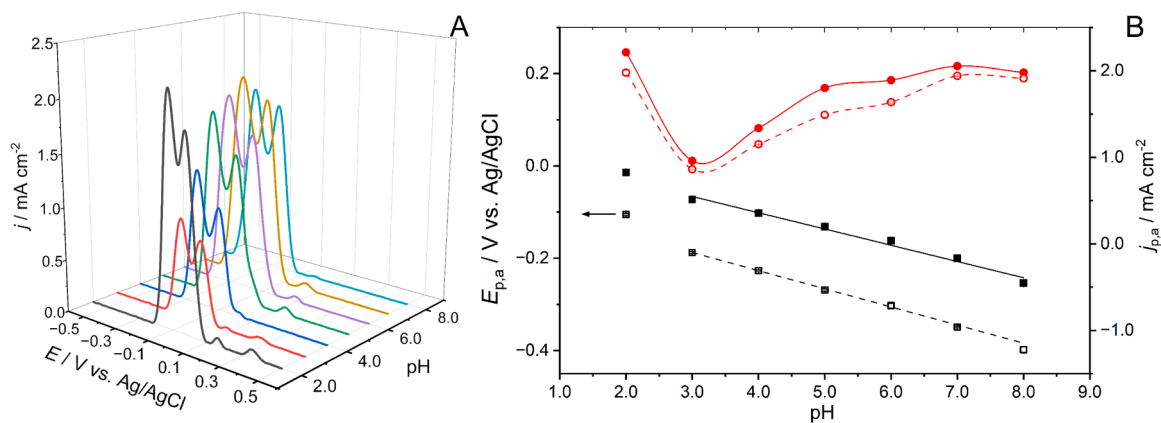 A
2.5
2.0
1.5
1.0
0.5
0.0
j / mA cm⁻²
−0.5
−0.3
−0.1
0.1
0.3
0.5
E / V vs. Ag/AgCl
2.0
4.0
6.0
8.0
pH
B
0.2
0.0
−0.2
−0.4
E p,a / V vs. Ag/AgCl
2.0
1.0
0.0
−1.0
j p,a / mA cm⁻²
1.0 2.0 3.0 4.0 5.0 6.0 7.0 8.0 9.0
pH